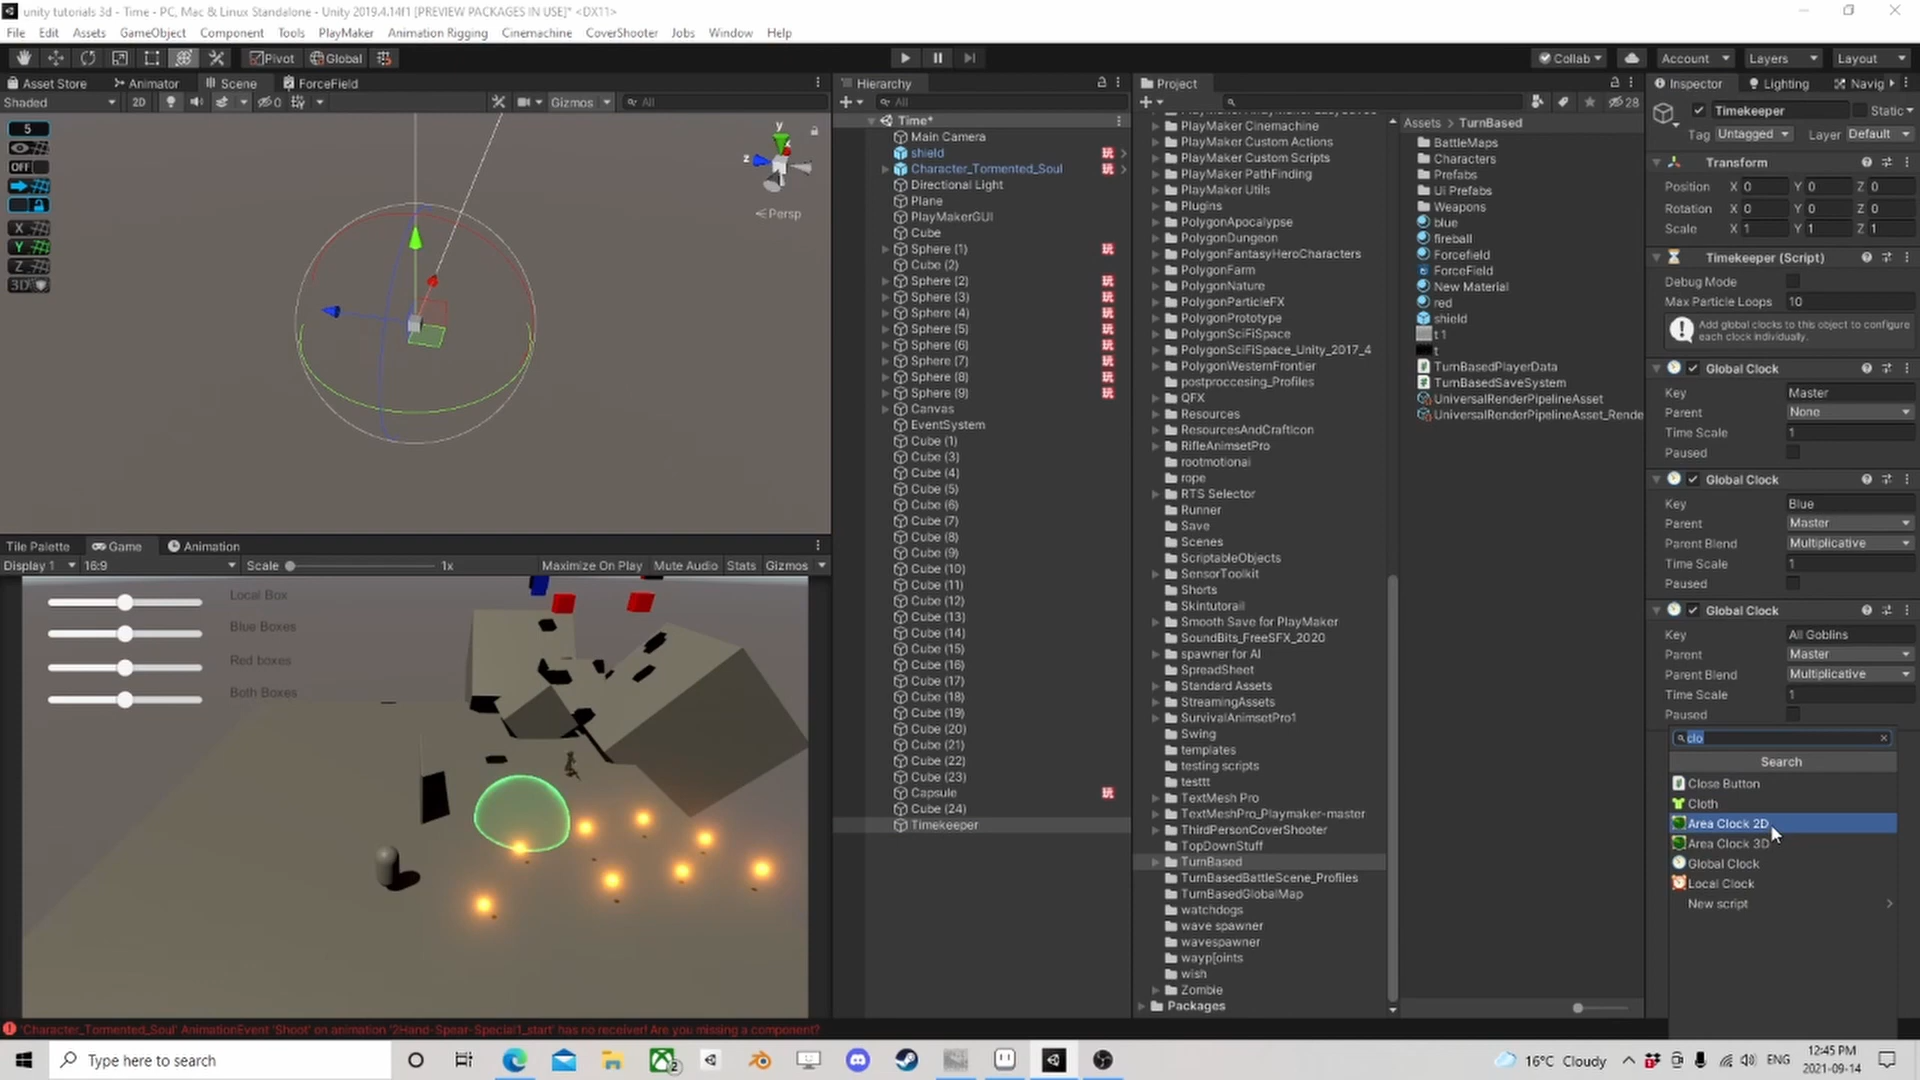 unity tutorials 3d - Time - PC, Mac & Linux Standalone - Unity 2019.4.14f1 [PREVIEW PACKAGES IN USE]* <DX11>
File Edit Assets GameObject Component Tools PlayMaker Animation Rigging Cinemachine CoverShooter Jobs Window Help
Pivot Global Collab Account Layers Layout
Asset Store Animator Scene ForceField
Shaded 2D 0 Gizmos All
5
OFF
X
Y
Z
3D
y
z
Persp
Tile Palette Game Animation
Display 1 16:9 Scale 1x Maximize On Play Mute Audio Stats Gizmos
Local Box
Blue Boxes
Red boxes
Both Boxes
Hierarchy
All
Time*
Main Camera
shield
Character_Tormented_Soul
Directional Light
Plane
PlayMakerGUI
Cube
Sphere (1)
Cube (2)
Sphere (2)
Sphere (3)
Sphere (4)
Sphere (5)
Sphere (6)
Sphere (7)
Sphere (8)
Sphere (9)
Canvas
EventSystem
Cube (1)
Cube (3)
Cube (4)
Cube (5)
Cube (6)
Cube (7)
Cube (8)
Cube (9)
Cube (10)
Cube (11)
Cube (12)
Cube (13)
Cube (14)
Cube (15)
Cube (16)
Cube (17)
Cube (18)
Cube (19)
Cube (20)
Cube (21)
Cube (22)
Cube (23)
Capsule
Cube (24)
Timekeeper
Project
28
PlayMaker Cinemachine
PlayMaker Custom Actions
PlayMaker Custom Scripts
PlayMaker PathFinding
PlayMaker Utils
Plugins
PolygonApocalypse
PolygonDungeon
PolygonFantasyHeroCharacters
PolygonFarm
PolygonNature
PolygonParticleFX
PolygonPrototype
PolygonSciFiSpace
PolygonSciFiSpace_Unity_2017_4
PolygonWesternFrontier
postproccesing_Profiles
QFX
Resources
ResourcesAndCraftIcon
RifleAnimsetPro
rootmotionai
rope
RTS Selector
Runner
Save
Scenes
ScriptableObjects
SensorToolkit
Shorts
Skintutorail
Smooth Save for PlayMaker
SoundBits_FreeSFX_2020
spawner for AI
SpreadSheet
Standard Assets
StreamingAssets
SurvivalAnimsetPro1
Swing
templates
testing scripts
testtt
TextMesh Pro
TextMeshPro_Playmaker-master
ThirdPersonCoverShooter
TopDownStuff
TurnBased
TurnBasedBattleScene_Profiles
TurnBasedGlobalMap
watchdogs
wave spawner
wavespawner
wayp[oints
wish
Zombie
Packages
Assets > TurnBased
BattleMaps
Characters
Prefabs
Ui Prefabs
Weapons
blue
fireball
Forcefield
ForceField
New Material
red
shield
t 1
t
TurnBasedPlayerData
TurnBasedSaveSystem
UniversalRenderPipelineAsset
UniversalRenderPipelineAsset_Rende
Inspector Lighting Navig
Timekeeper Static
Tag Untagged Layer Default
Transform
Position X 0 Y 0 Z 0
Rotation X 0 Y 0 Z 0
Scale X 1 Y 1 Z 1
Timekeeper (Script)
Debug Mode
Max Particle Loops 10
Add global clocks to this object to configure
each clock individually.
Global Clock
Key Master
Parent None
Time Scale 1
Paused
Global Clock
Key Blue
Parent Master
Parent Blend Multiplicative
Time Scale 1
Paused
Global Clock
Key All Goblins
Parent Master
Parent Blend Multiplicative
Time Scale 1
Paused
clo
Search
Close Button
Cloth
Area Clock 2D
Area Clock 3D
Global Clock
Local Clock
New script
'Character_Tormented_Soul' AnimationEvent 'Shoot' on animation '2Hand-Spear-Special1_start' has no receiver! Are you missing a component?
Type here to search
2
16°C Cloudy
ENG
12:45 PM
2021-09-14